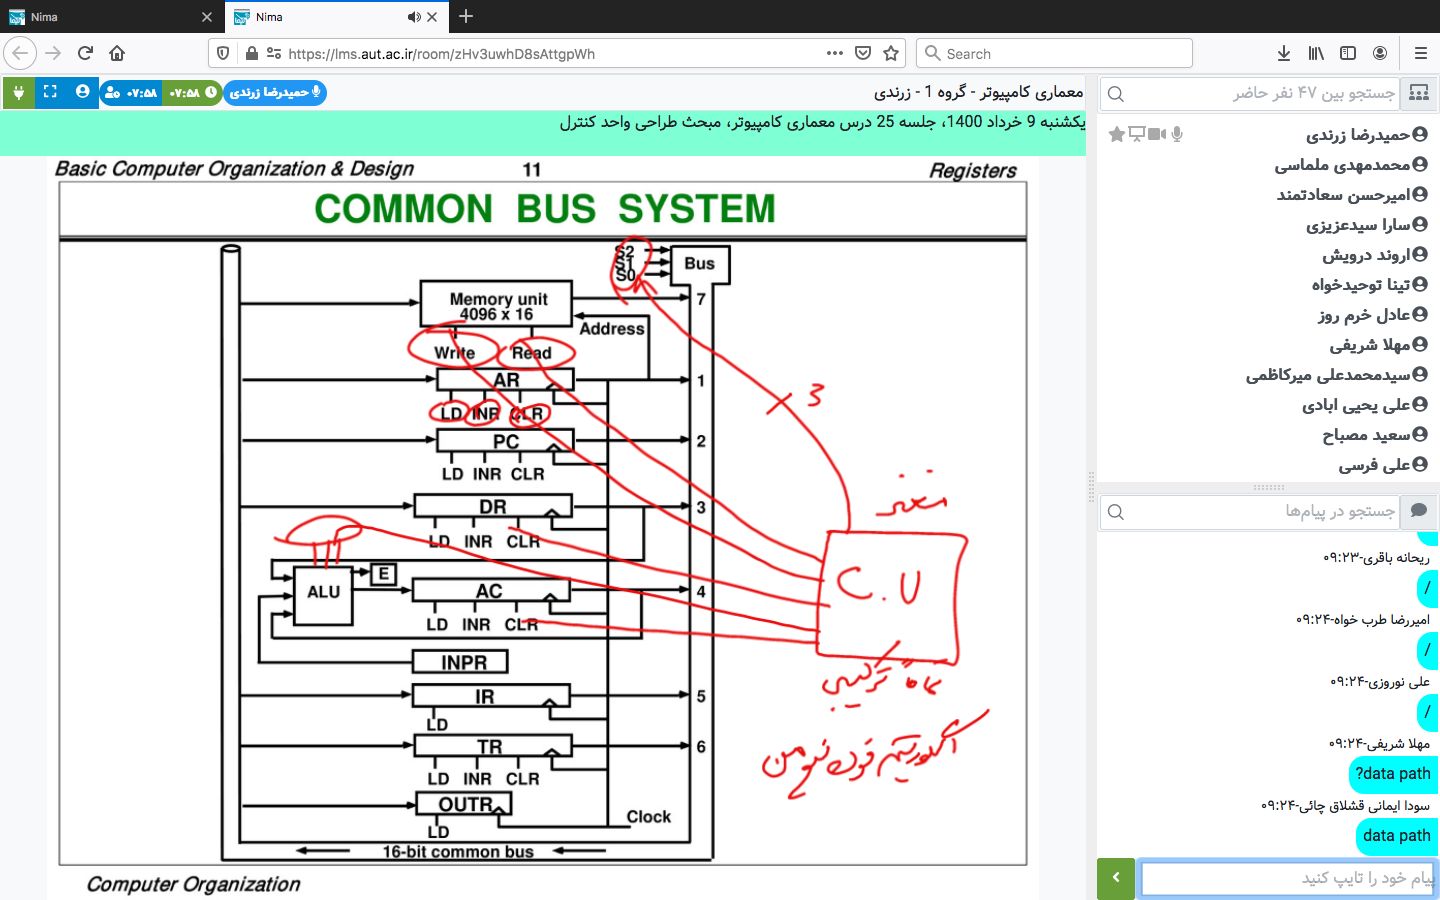 Nima
Nima
https://lms.aut.ac.ir/room/zHv3uwhD8sAttgpWh
Search
۰۷:۵۸
۰۷:۵۸
حمیدرضا زرندی
معماری کامپیوتر - گروه 1 - زرندی
یکشنبه 9 خرداد 1400، جلسه 25 درس معماری کامپیوتر، مبحث طراحی واحد کنترل
Basic Computer Organization & Design
11
Registers
COMMON BUS SYSTEM
S2
S1
S0
Bus
Memory unit
4096 x 16
7
Address
Write
Read
AR
1
LD INR CLR
3
PC
2
LD INR CLR
DR
3
LD INR CLR
ALU
E
AC
4
LD INR CLR
C.U
INPR
IR
5
LD
TR
6
LD INR CLR
OUTR
LD
Clock
16-bit common bus
Computer Organization
ترکیبی
جستجو بین ۴۷ نفر حاضر
حمیدرضا زرندی
محمدمهدی ملماسی
امیرحسن سعادتمند
سارا سیدعزیزی
اروند درویش
تینا توحیدخواه
عادل خرم روز
مهلا شریفی
سیدمحمدعلی میرکاظمی
علی یحیی ابادی
سعید مصباح
علی فرسی
جستجو در پیام‌ها
ریحانه باقری-۰۹:۲۳
/
امیررضا طرب خواه-۰۹:۲۴
/
علی نوروزی-۰۹:۲۴
/
مهلا شریفی-۰۹:۲۴
?data path
سودا ایمانی قشلاق چائی-۰۹:۲۴
data path
پیام خود را تایپ کنید